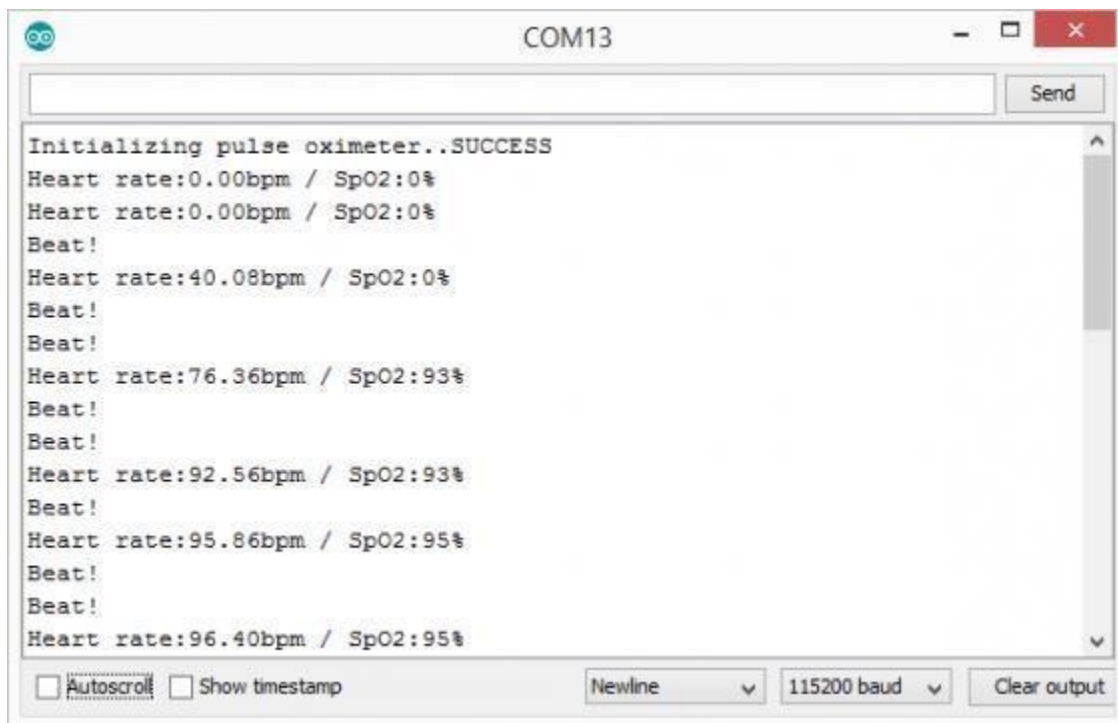 COM13
Send
Initializing pulse oximeter..SUCCESS
Heart rate:0.00bpm / SpO2:0%
Heart rate:0.00bpm / SpO2:0%
Beat!
Heart rate:40.08bpm / SpO2:0%
Beat!
Beat!
Heart rate:76.36bpm / SpO2:93%
Beat!
Beat!
Heart rate:92.56bpm / SpO2:93%
Beat!
Heart rate:95.86bpm / SpO2:95%
Beat!
Beat!
Heart rate:96.40bpm / SpO2:95%
Autoscroll Show timestamp Newline 115200 baud Clear output